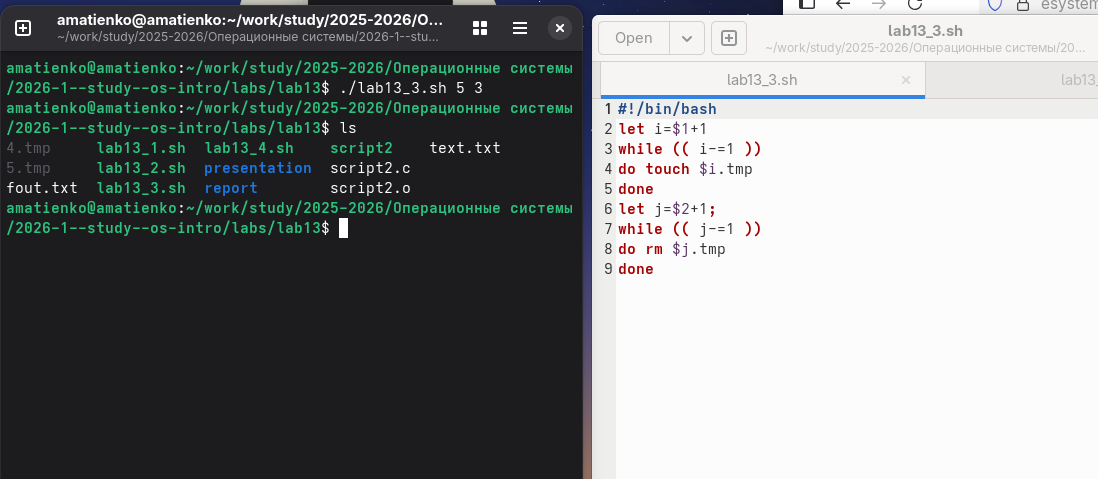 amatienko@amatienko:~/work/study/2025-2026/О...
~/work/study/2025-2026/Операционные системы/2026-1--stu...
amatienko@amatienko:~/work/study/2025-2026/Операционные системы
/2026-1--study--os-intro/labs/lab13$ ./lab13_3.sh 5 3
amatienko@amatienko:~/work/study/2025-2026/Операционные системы
/2026-1--study--os-intro/labs/lab13$ ls
4.tmp lab13_1.sh lab13_4.sh script2 text.txt
5.tmp lab13_2.sh presentation script2.c
fout.txt lab13_3.sh report script2.o
amatienko@amatienko:~/work/study/2025-2026/Операционные системы
/2026-1--study--os-intro/labs/lab13$
esystem
Open
lab13_3.sh
~/work/study/2025-2026/Операционные системы/20...
lab13_3.sh
lab13_
1 #!/bin/bash
2 let i=$1+1
3 while (( i-=1 ))
4 do touch $i.tmp
5 done
6 let j=$2+1;
7 while (( j-=1 ))
8 do rm $j.tmp
9 done